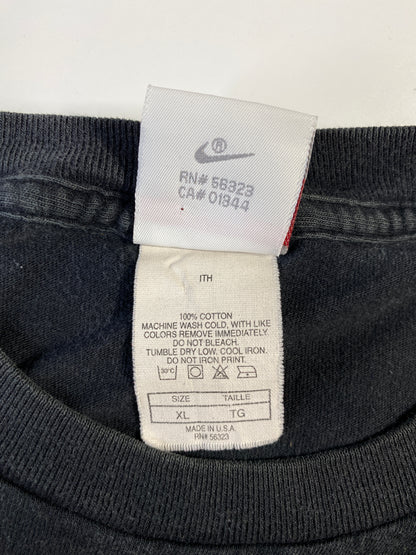 ®
RN# 56323
CA# 01344
ITH
100% COTTON
MACHINE WASH COLD, WITH LIKE
COLORS REMOVE IMMEDIATELY.
DO NOT BLEACH.
TUMBLE DRY LOW. COOL IRON.
DO NOT IRON PRINT.
30°C
SIZE TAILLE
XL TG
MADE IN U.S.A.
RN# 56323